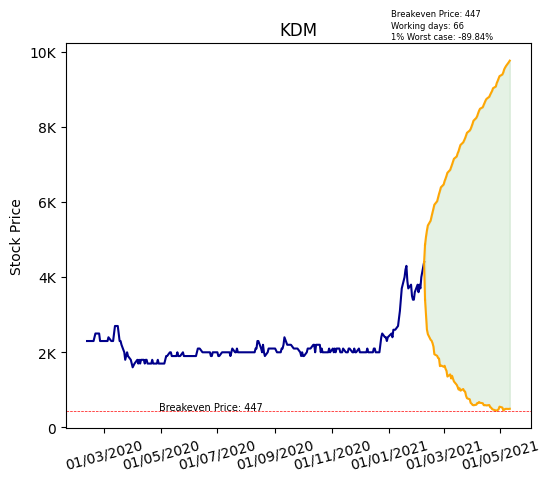 Breakeven Price: 447
Working days: 66
1% Worst case: -89.84%
KDM
10K
8K
6K
4K
2K
0
Stock Price
Breakeven Price: 447
01/03/2020
01/05/2020
01/07/2020
01/09/2020
01/11/2020
01/01/2021
01/03/2021
01/05/2021